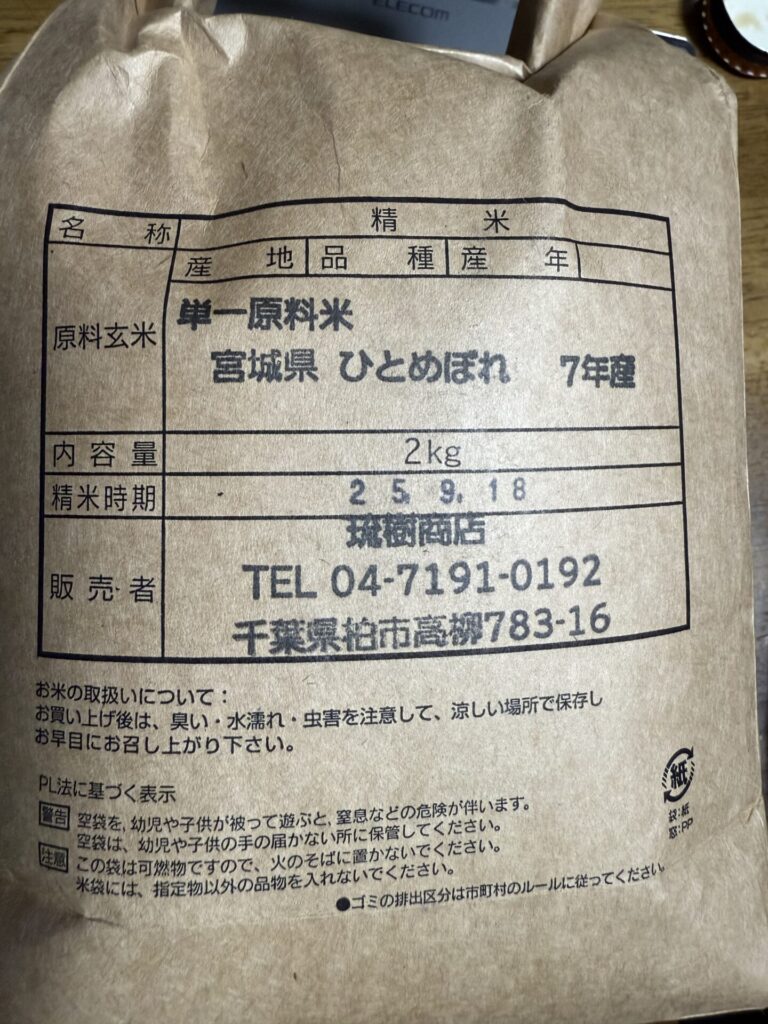 ELECOM
名称 精米
産地 品種 産年
原料玄米
単一原料米
宮城県 ひとめぼれ 7年産
内容量 2kg
精米時期 25.9.18
販売者
琉樹商店
TEL 04-7191-0192
千葉県柏市高柳783-16
お米の取扱いについて：
お買い上げ後は、臭い・水濡れ・虫害を注意して、涼しい場所で保存し
お早目にお召し上がり下さい。
PL法に基づく表示
警告 空袋を、幼児や子供が被って遊ぶと、窒息などの危険が伴います。
空袋は、幼児や子供の手の届かない所に保管してください。
注意 この袋は可燃物ですので、火のそばに置かないでください。
米袋には、指定物以外の品物を入れないでください。
●ゴミの排出区分は市町村のルールに従ってください。
紙
袋：紙
窓：PP